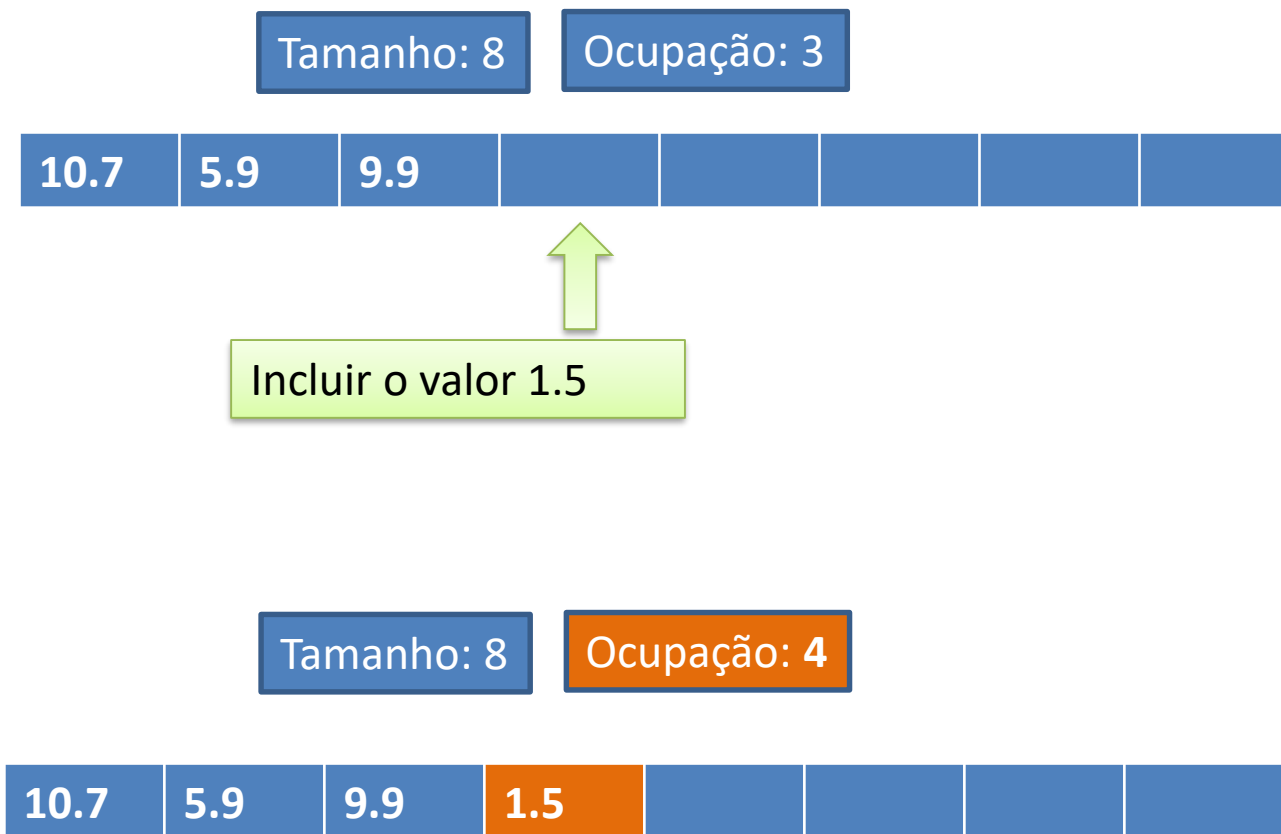 Tamanho: 8 Ocupação: 3
10.7 5.9 9.9
Incluir o valor 1.5
Tamanho: 8 Ocupação: 4
10.7 5.9 9.9 1.5